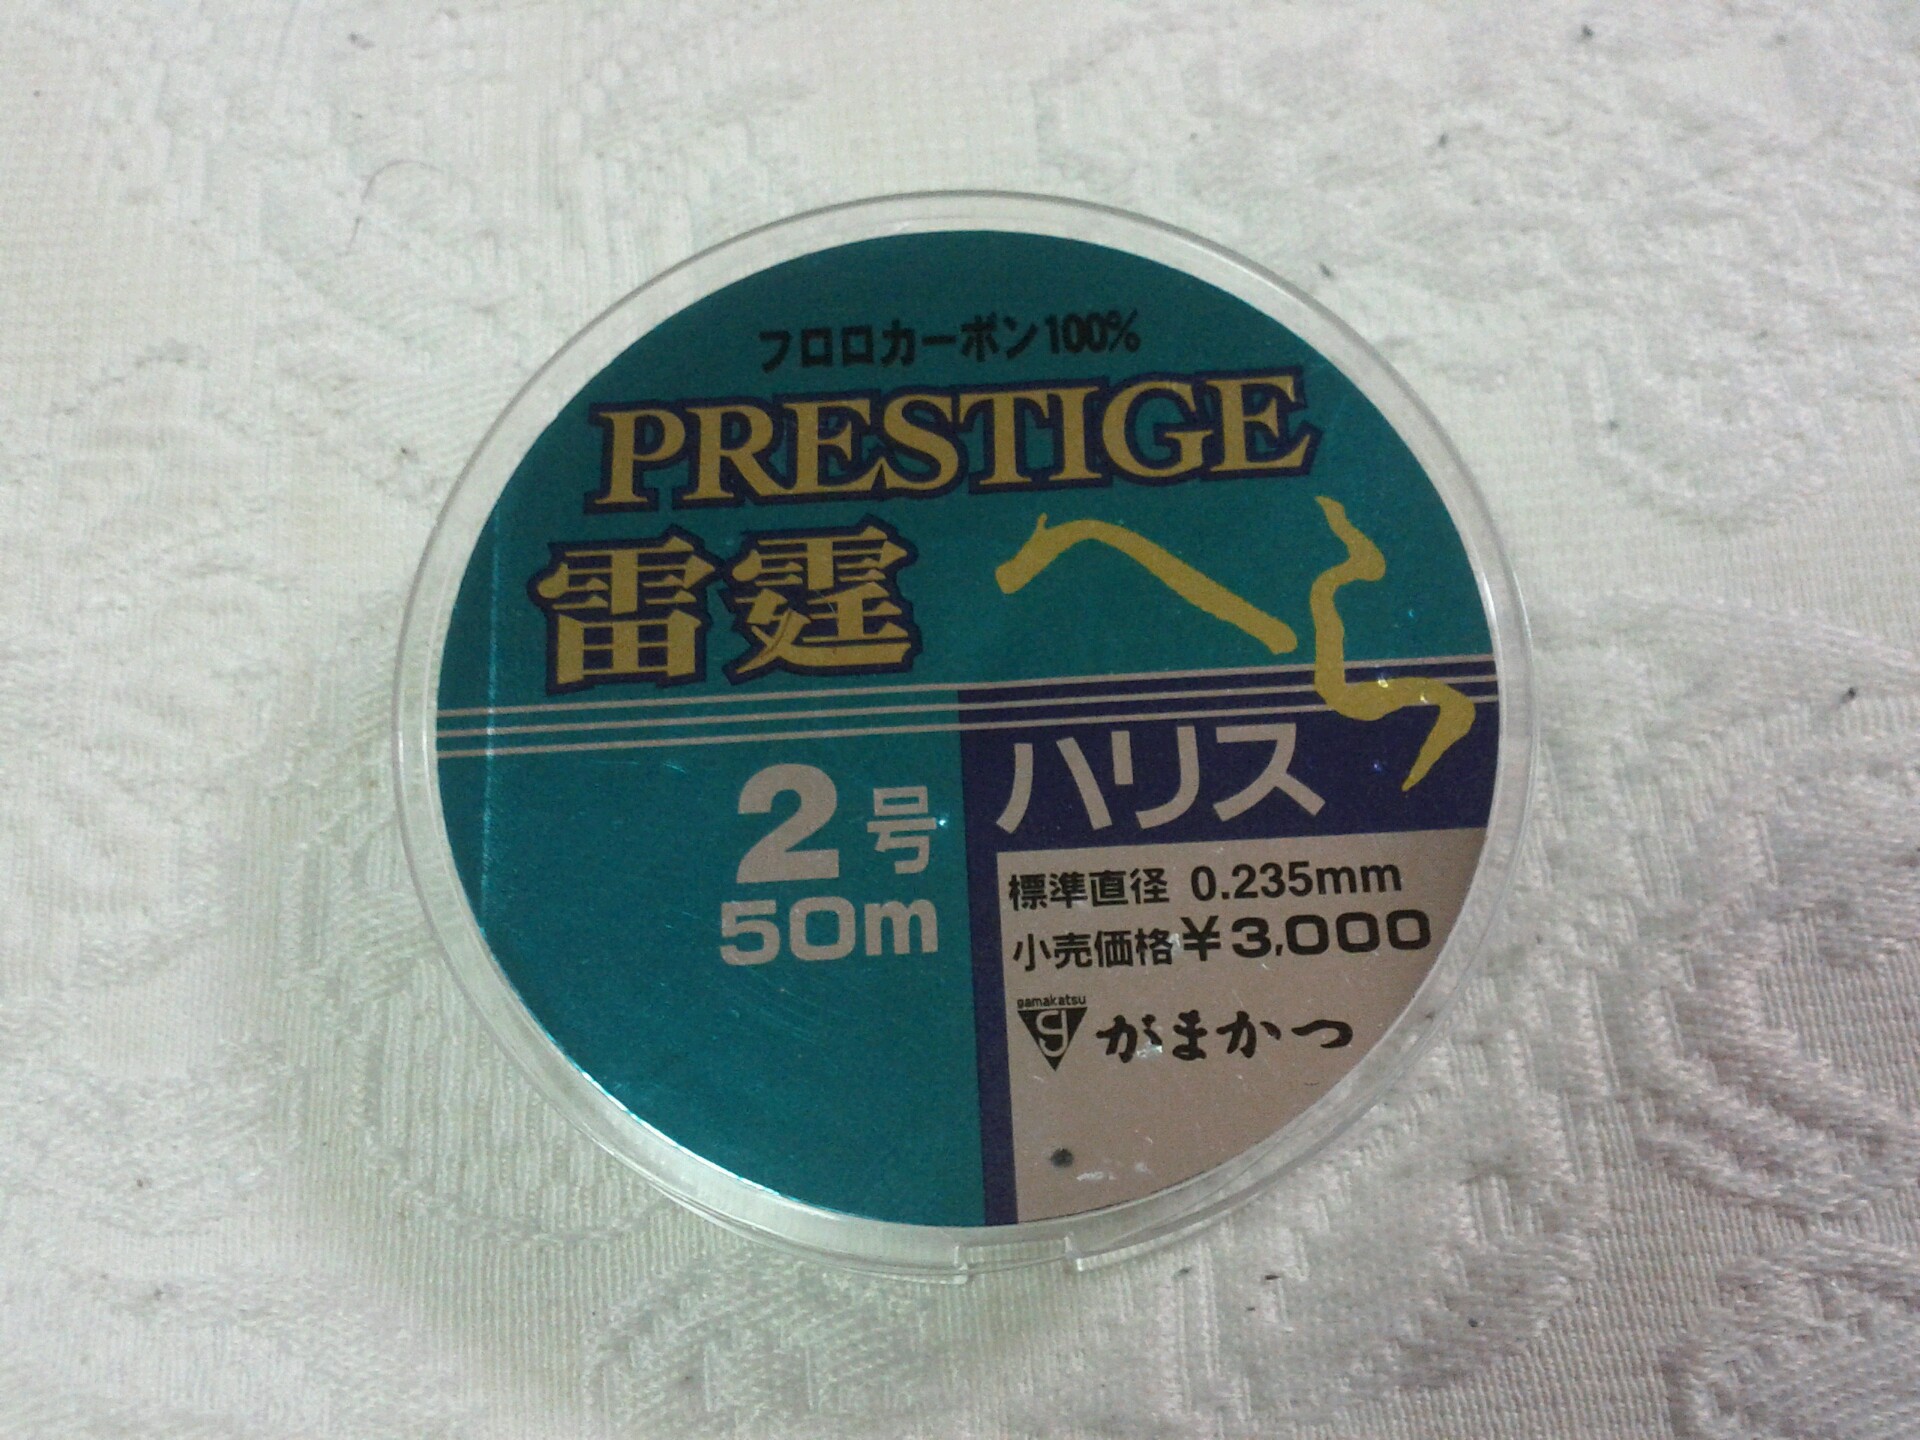 フロロカーボン100%
PRESTIGE
雷霆 へら
ハリス
2号
50m
標準直径 0.235mm
小売価格¥3,000
gamakatsu
がまかつ